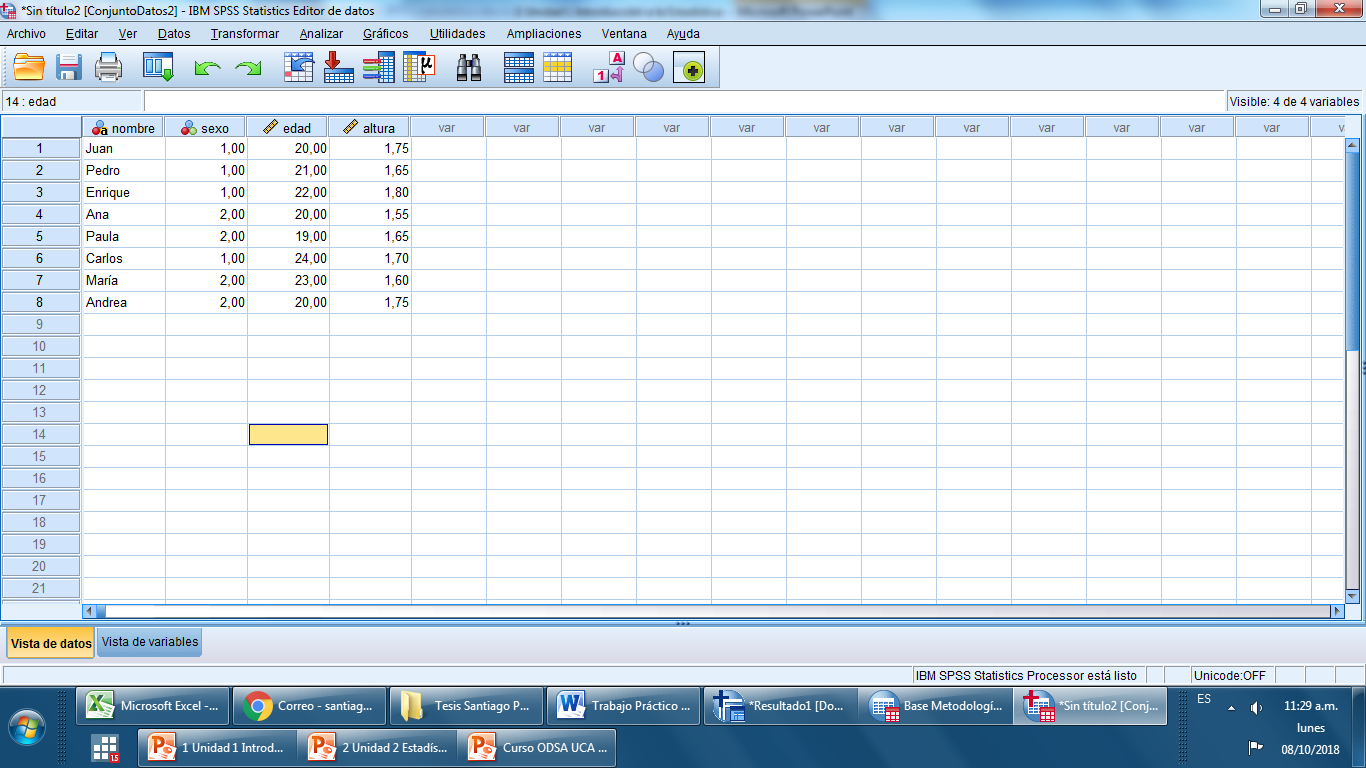 *Sin título2 [ConjuntoDatos2] - IBM SPSS Statistics Editor de datos
Archivo Editar Ver Datos Transformar Analizar Gráficos Utilidades Ampliaciones Ventana Ayuda
14 : edad Visible: 4 de 4 variables
nombre sexo edad altura var var var var var var var var var var var var
1 Juan 1,00 20,00 1,75
2 Pedro 1,00 21,00 1,65
3 Enrique 1,00 22,00 1,80
4 Ana 2,00 20,00 1,55
5 Paula 2,00 19,00 1,65
6 Carlos 1,00 24,00 1,70
7 María 2,00 23,00 1,60
8 Andrea 2,00 20,00 1,75
9
10
11
12
13
14
15
16
17
18
19
20
21
Vista de datos Vista de variables
IBM SPSS Statistics Processor está listo Unicode:OFF
Microsoft Excel -... Correo - santiag... Tesis Santiago P... Trabajo Práctico ... *Resultado1 [Do... Base Metodologí... *Sin título2 [Conj... ES 11:29 a.m.
lunes
15 1 Unidad 1 Introd... 2 Unidad 2 Estadís... Curso ODSA UCA ... 08/10/2018